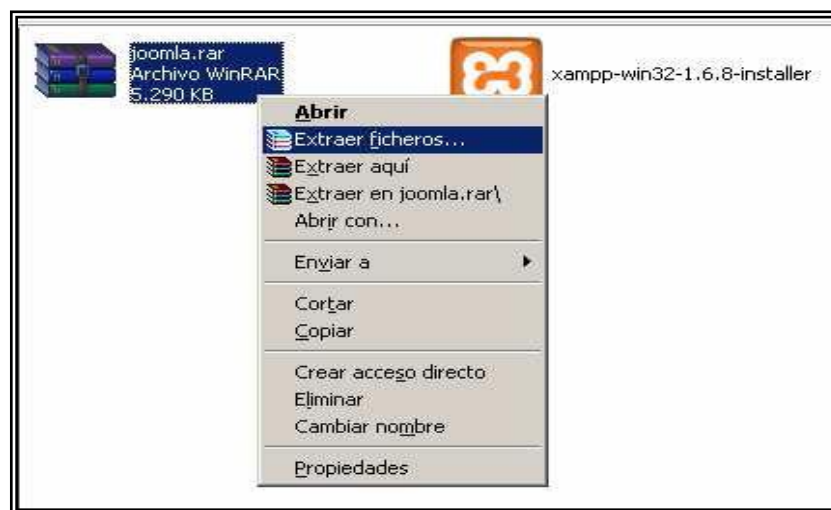 joomla.rar
Archivo WinRAR
5.290 KB
xampp-win32-1.6.8-installer
Abrir
Extraer ficheros...
Extraer aquí
Extraer en joomla.rar\
Abrir con...
Enviar a
Cortar
Copiar
Crear acceso directo
Eliminar
Cambiar nombre
Propiedades